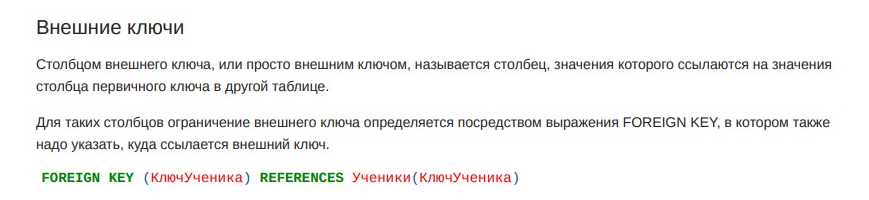 Внешние ключи
Столбцом внешнего ключа, или просто внешним ключом, называется столбец, значения которого ссылаются на значения
столбца первичного ключа в другой таблице.
Для таких столбцов ограничение внешнего ключа определяется посредством выражения FOREIGN KEY, в котором также
надо указать, куда ссылается внешний ключ.
FOREIGN KEY (КлючУченика) REFERENCES Ученики(КлючУченика)